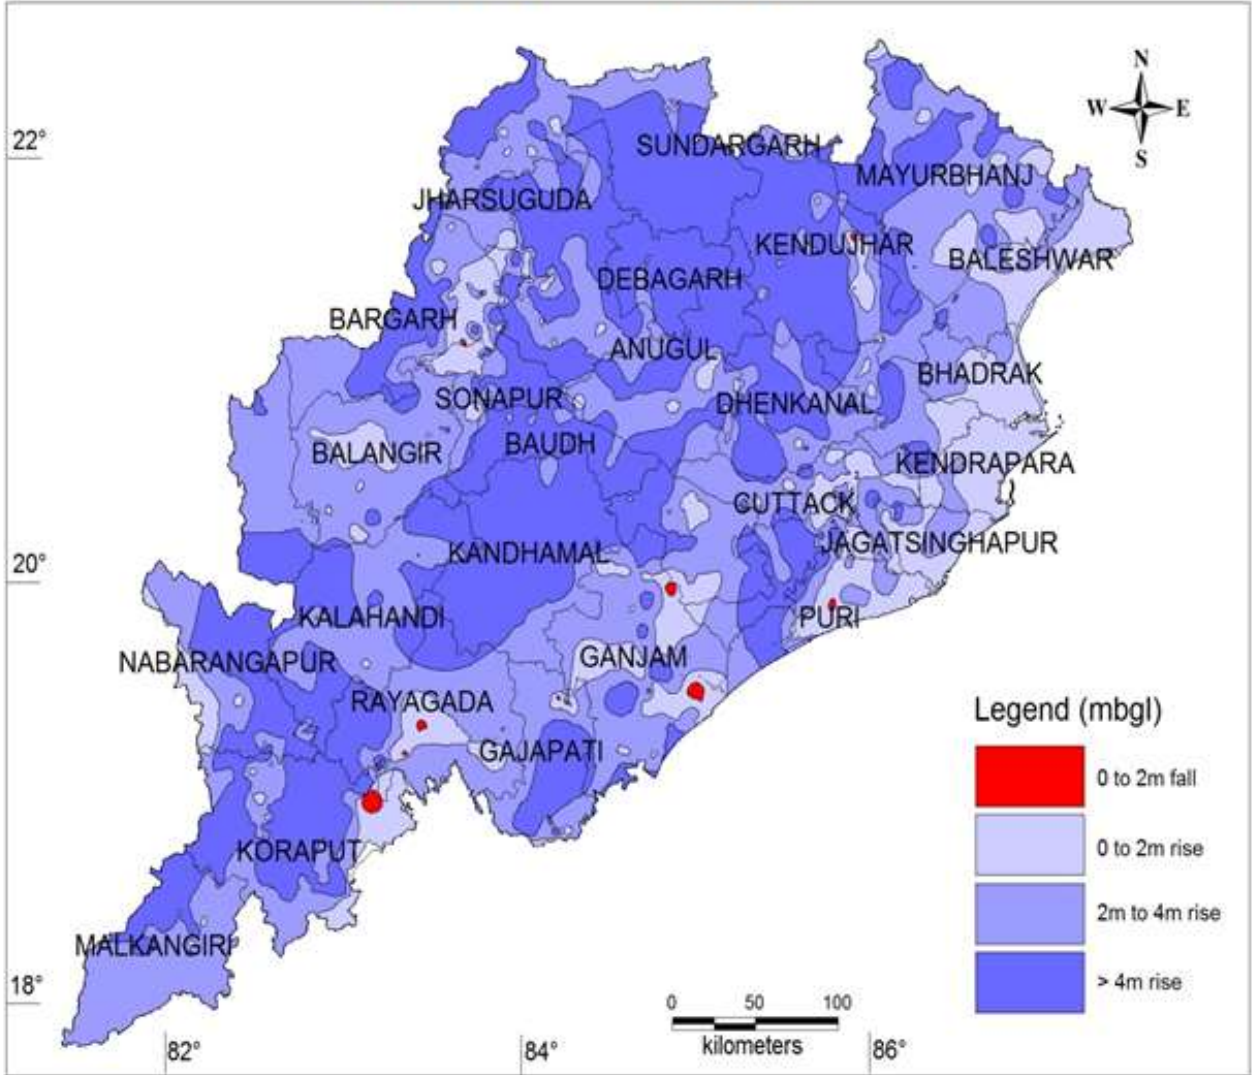 N
W E
S
22°
SUNDARGARH
MAYURBHANJ
JHARSUGUDA
KENDUJHAR
BALESHWAR
DEBAGARH
BARGARH
ANUGUL
BHADRAK
SONAPUR
DHENKANAL
BAUDH
BALANGIR
KENDRAPARA
CUTTACK
JAGATSINGHAPUR
KANDHAMAL
20°
KALAHANDI
PURI
NABARANGAPUR
GANJAM
RAYAGADA
GAJAPATI
KORAPUT
MALKANGIRI
18°
Legend (mbgl)
0 to 2m fall
0 to 2m rise
2m to 4m rise
> 4m rise
0 50 100
kilometers
82° 84° 86°